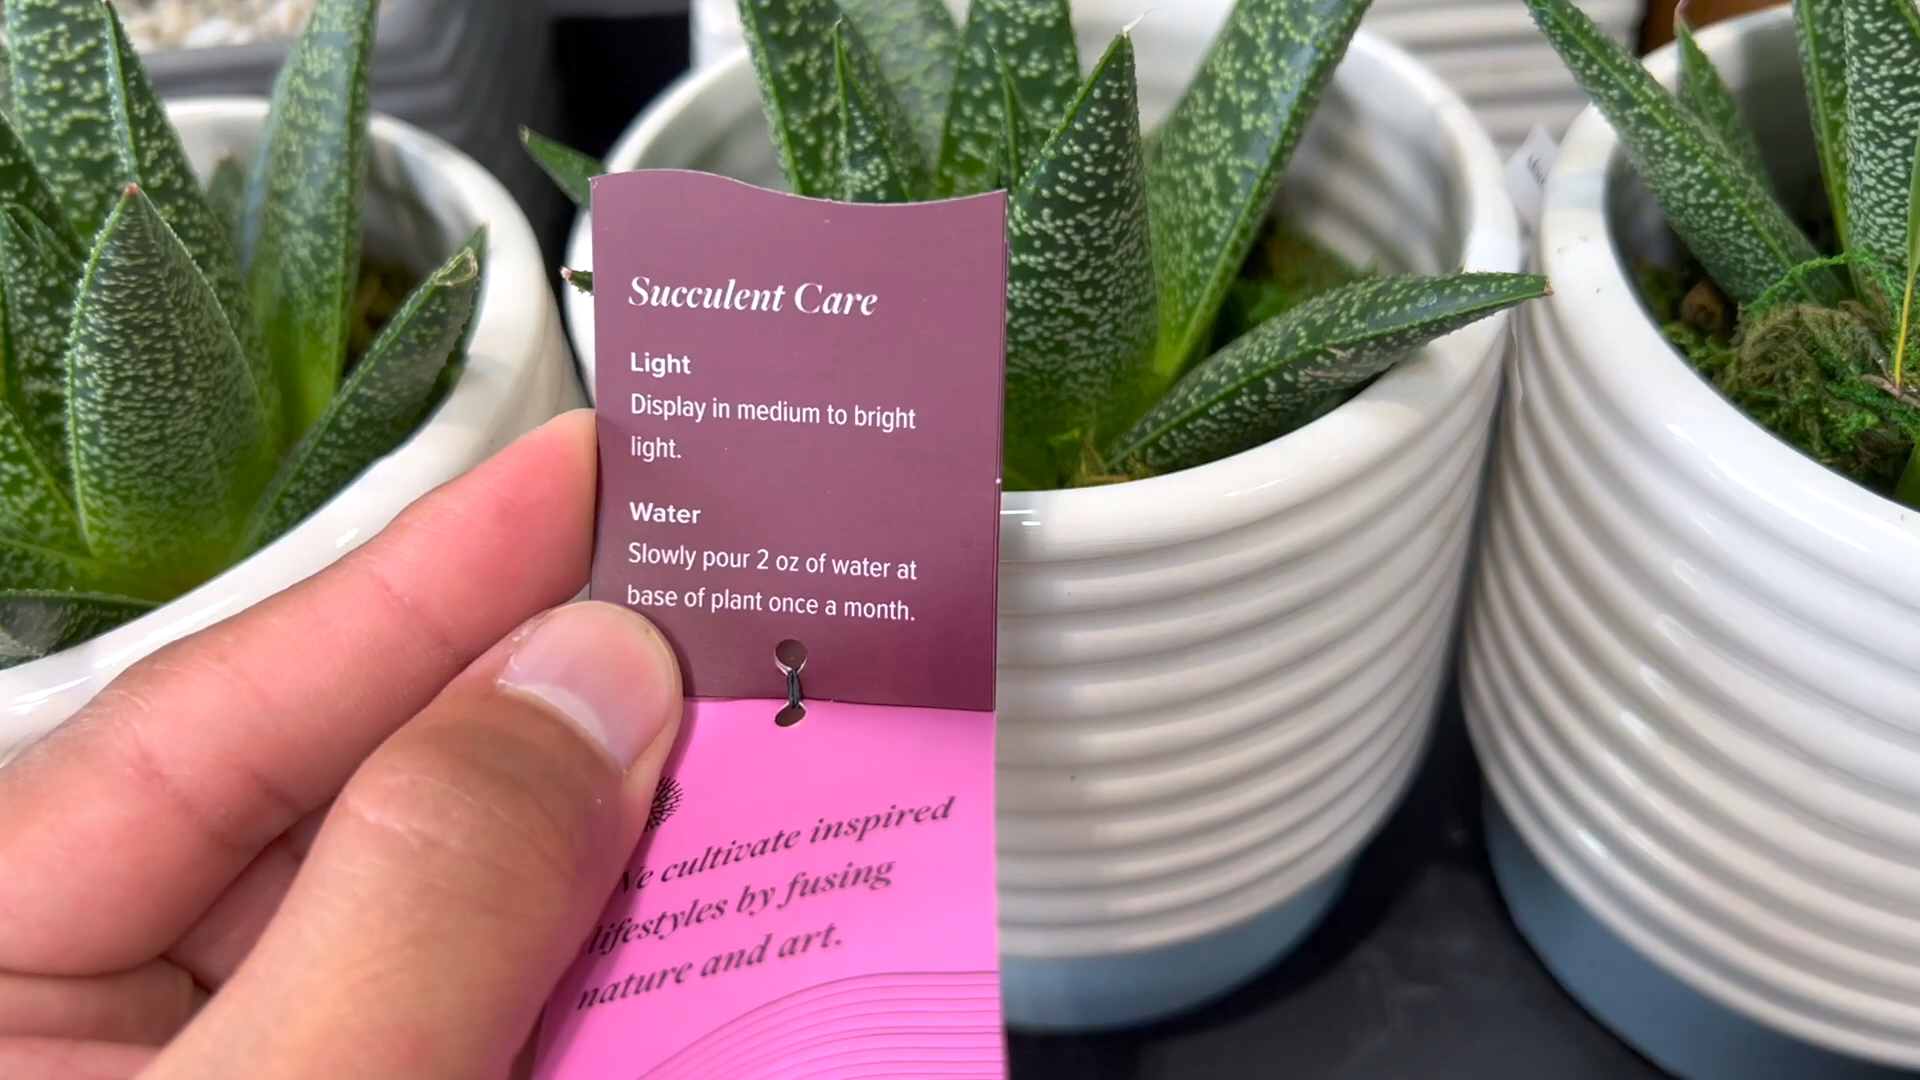 Succulent Care
Light
Display in medium to bright
light.
Water
Slowly pour 2 oz of water at
base of plant once a month.
We cultivate inspired
lifestyles by fusing
nature and art.